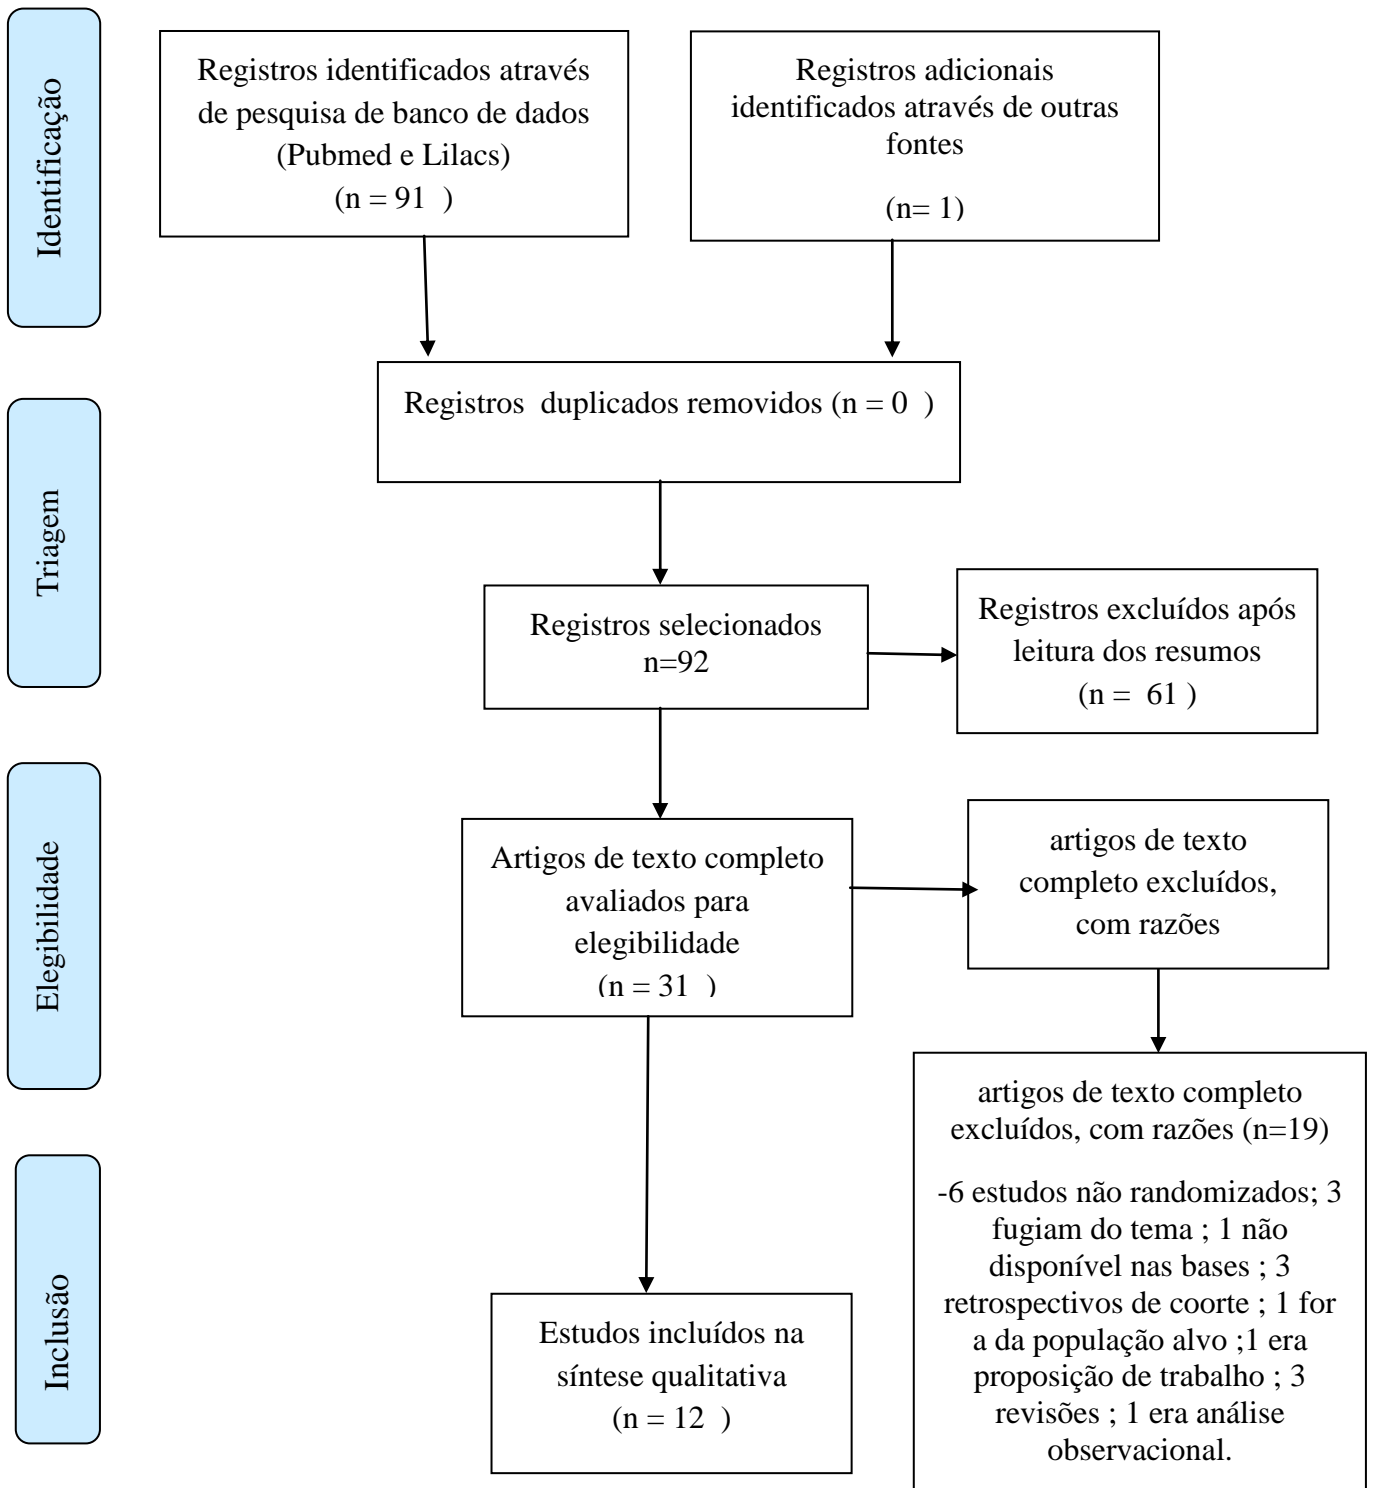 Identificação
Registros identificados através
de pesquisa de banco de dados
(Pubmed e Lilacs)
(n = 91  )
Registros adicionais
identificados através de outras
fontes
(n= 1)
Registros  duplicados removidos (n = 0  )
Triagem
Registros selecionados
n=92
Registros excluídos após
leitura dos resumos
(n =  61 )
Elegibilidade
Artigos de texto completo
avaliados para
elegibilidade
(n = 31  )
artigos de texto
completo excluídos,
com razões
artigos de texto completo
excluídos, com razões (n=19)
-6 estudos não randomizados; 3
fugiam do tema ; 1 não
disponível nas bases ; 3
retrospectivos de coorte ; 1 for
a da população alvo ;1 era
proposição de trabalho ; 3
revisões ; 1 era análise
observacional.
Inclusão
Estudos incluídos na
síntese qualitativa
(n = 12  )